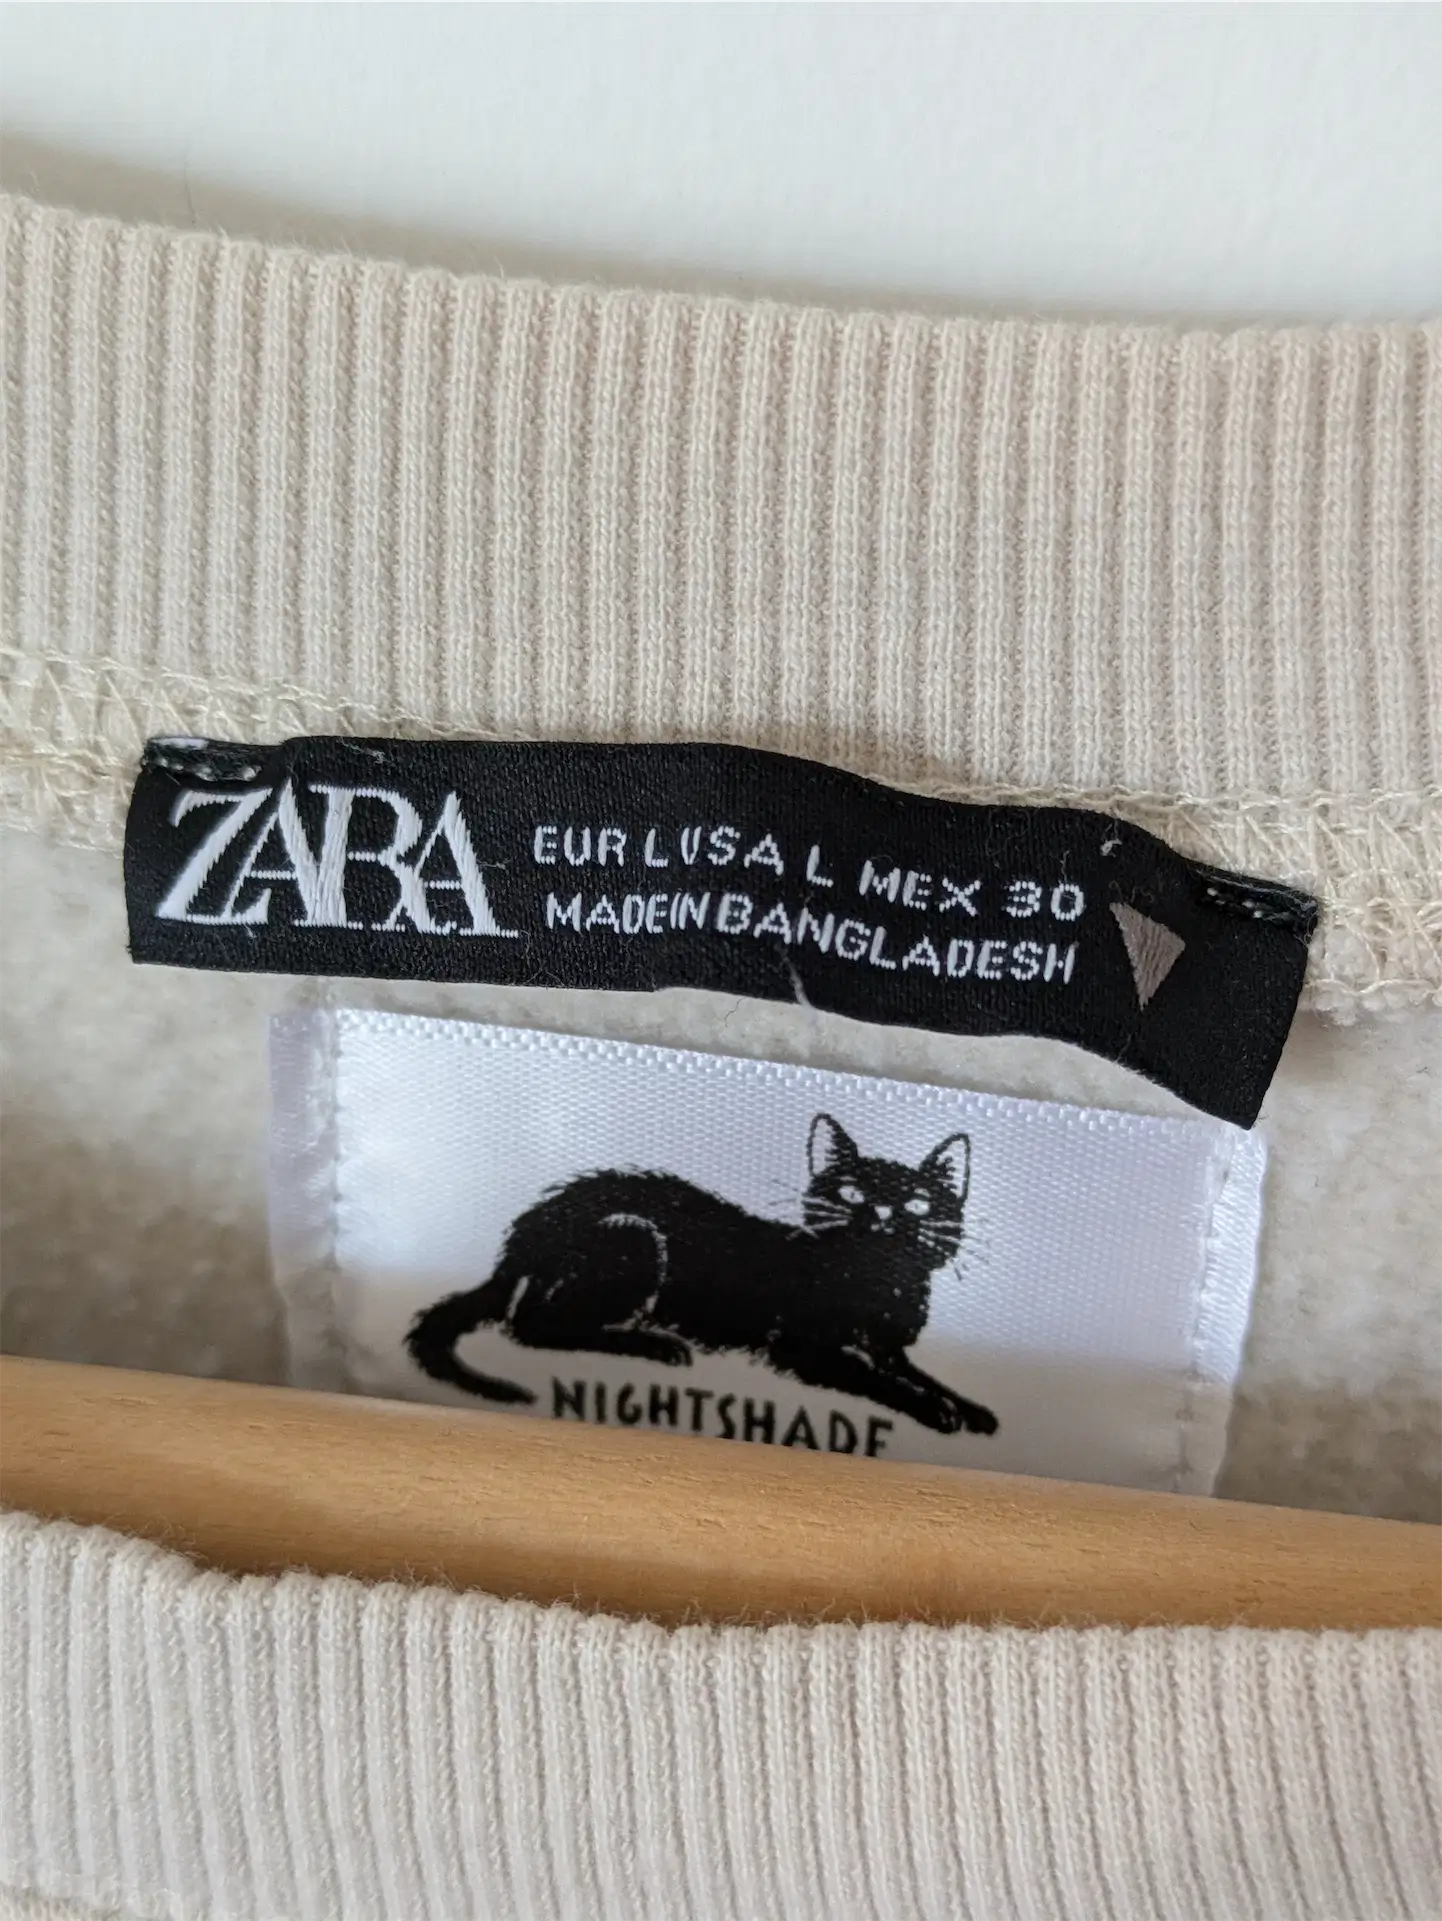 ZARA
EUR L USA L MEX 30
MADE IN BANGLADESH
NIGHTSHADE